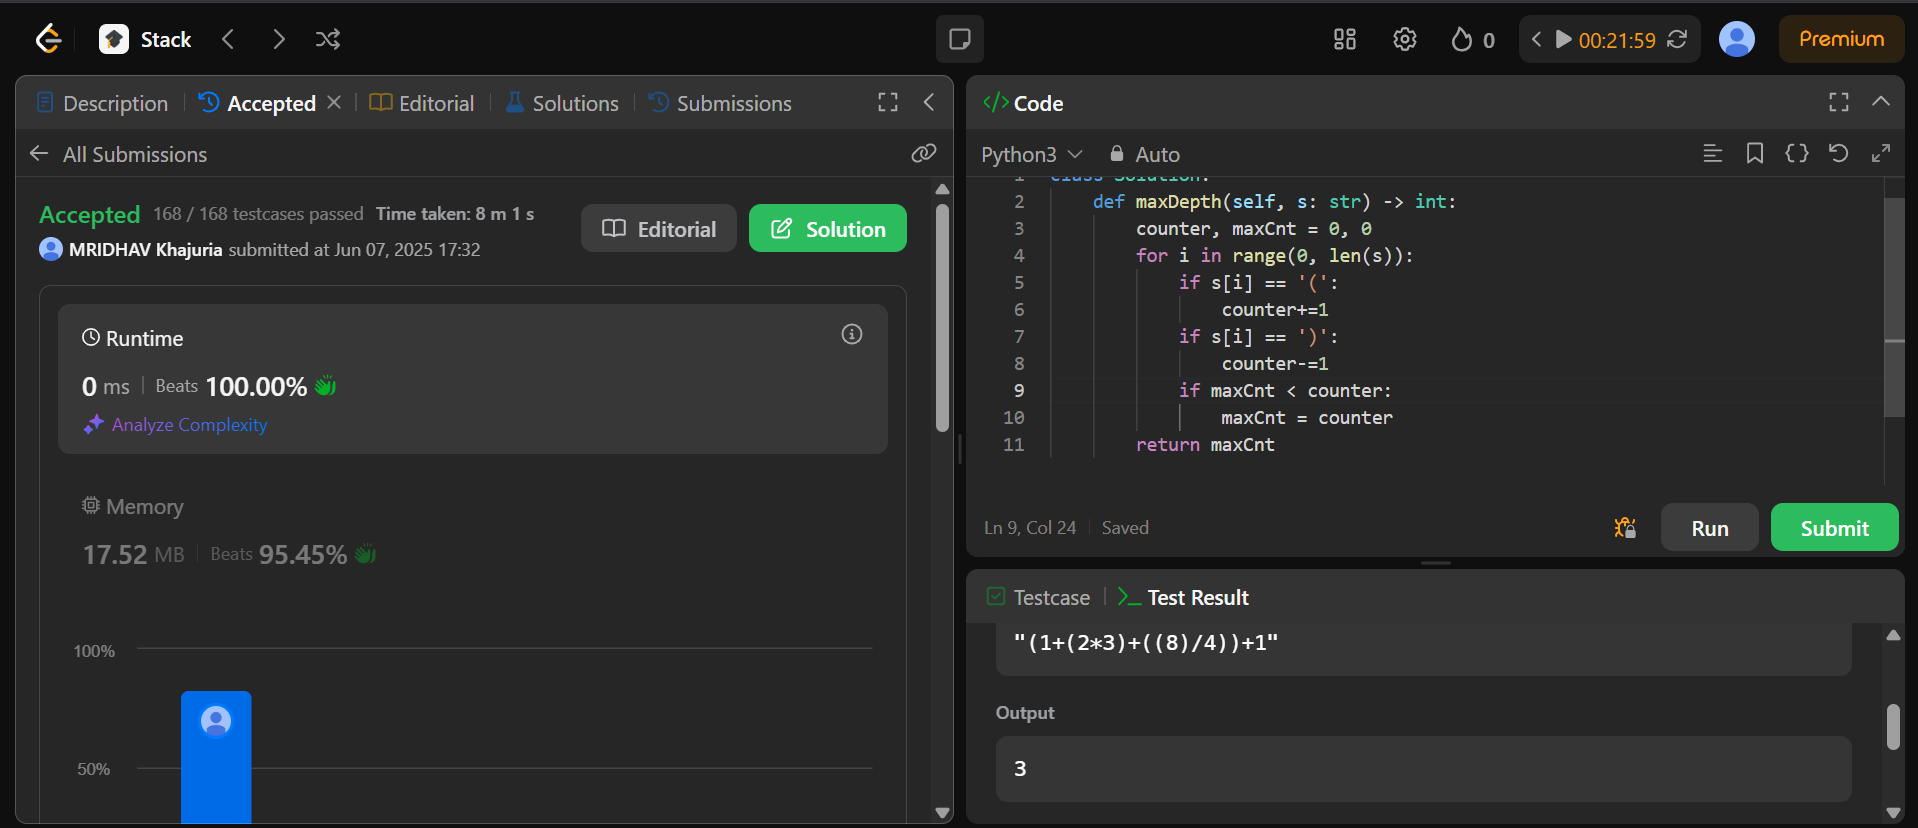 Stack
0
00:21:59
Premium
Description
Accepted
Editorial
Solutions
Submissions
All Submissions
Accepted 168 / 168 testcases passed Time taken: 8 m 1 s
MRIDHAV Khajuria submitted at Jun 07, 2025 17:32
Editorial
Solution
Runtime
0 ms Beats 100.00%
Analyze Complexity
Memory
17.52 MB Beats 95.45%
100%
50%
</> Code
Python3
Auto
1 class Solution:
2 def maxDepth(self, s: str) -> int:
3 counter, maxCnt = 0, 0
4 for i in range(0, len(s)):
5 if s[i] == '(':
6 counter+=1
7 if s[i] == ')':
8 counter-=1
9 if maxCnt < counter:
10 maxCnt = counter
11 return maxCnt
Ln 9, Col 24 Saved
Run
Submit
Testcase
>_ Test Result
"(1+(2*3)+((8)/4))+1"
Output
3